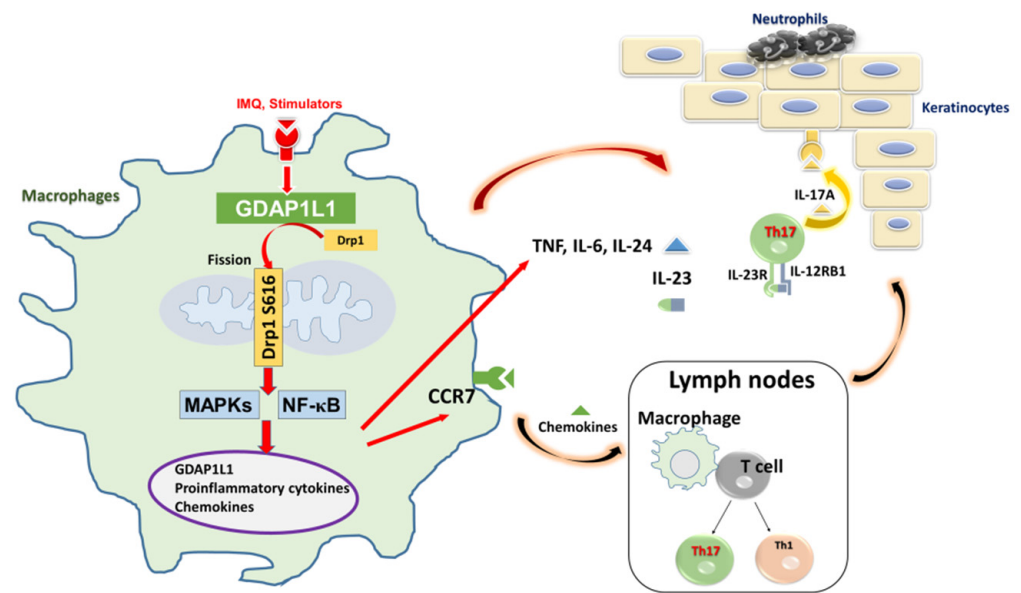 Neutrophils
Keratinocytes
IMQ, Stimulators
Macrophages
GDAP1L1
Drp1
Fission
Drp1 S616
MAPKs
NF-κB
GDAP1L1
Proinflammatory cytokines
Chemokines
TNF, IL-6, IL-24
IL-23
CCR7
Chemokines
IL-17A
Th17
IL-23R
IL-12RB1
Lymph nodes
Macrophage
T cell
Th17
Th1